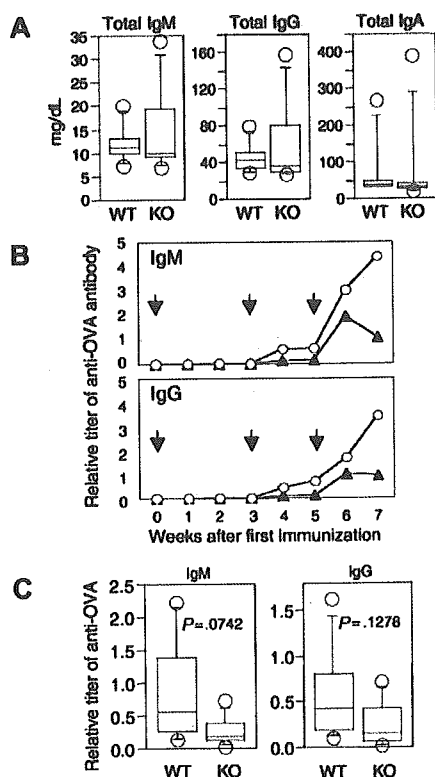 A
Total IgM Total IgG Total IgA
mg/dL
35
30
25
20
15
10
5
0
WT KO
160
120
80
40
0
WT KO
400
300
200
100
0
WT KO
B
Relative titer of anti-OVA antibody
IgM
5
4
3
2
1
0
IgG
5
4
3
2
1
0
0 1 2 3 4 5 6 7
Weeks after first Immunization
C
Relative titer of anti-OVA
IgM
P=.0742
2.5
2.0
1.5
1.0
0.5
0.0
WT KO
IgG
P=.1278
1.5
1.0
0.5
0.0
WT KO